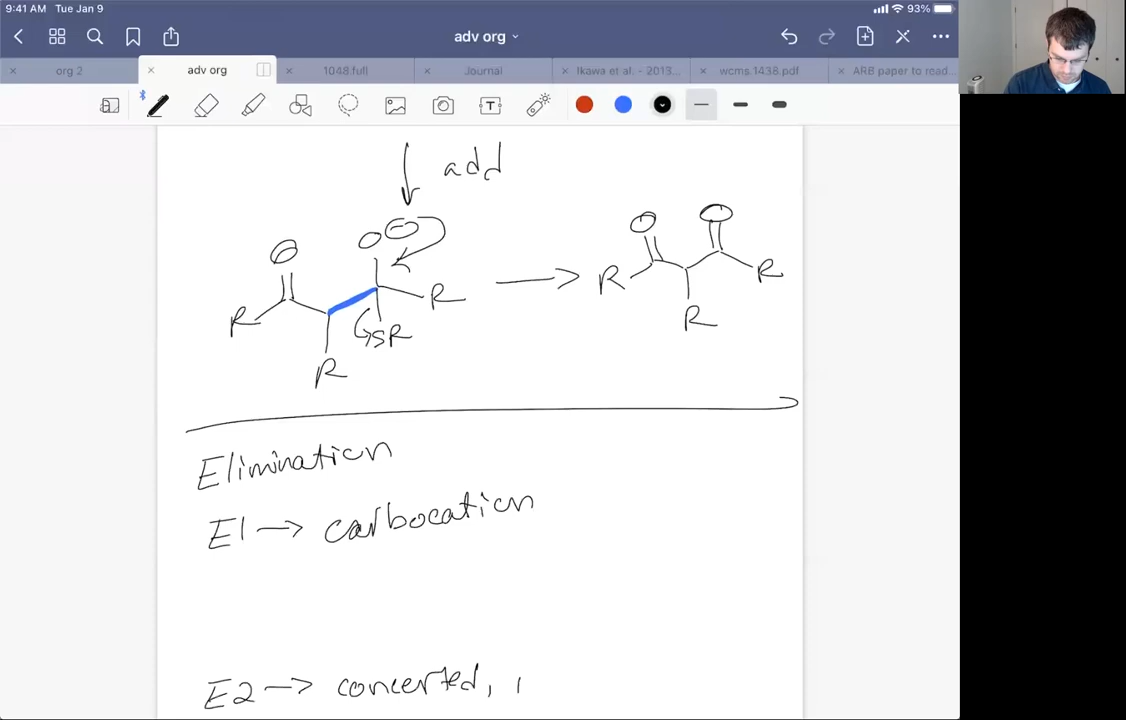 9:41 AM Tue Jan 9
93%
adv org
org 2
adv org
1048.full
Journal
Ikawa et al. - 2013...
wcms.1438.pdf
ARB paper to read...
T
add
O O ⊖ O O
R R R R
SR
R R
Elimination
E1 → carbocation
E2 → concerted,